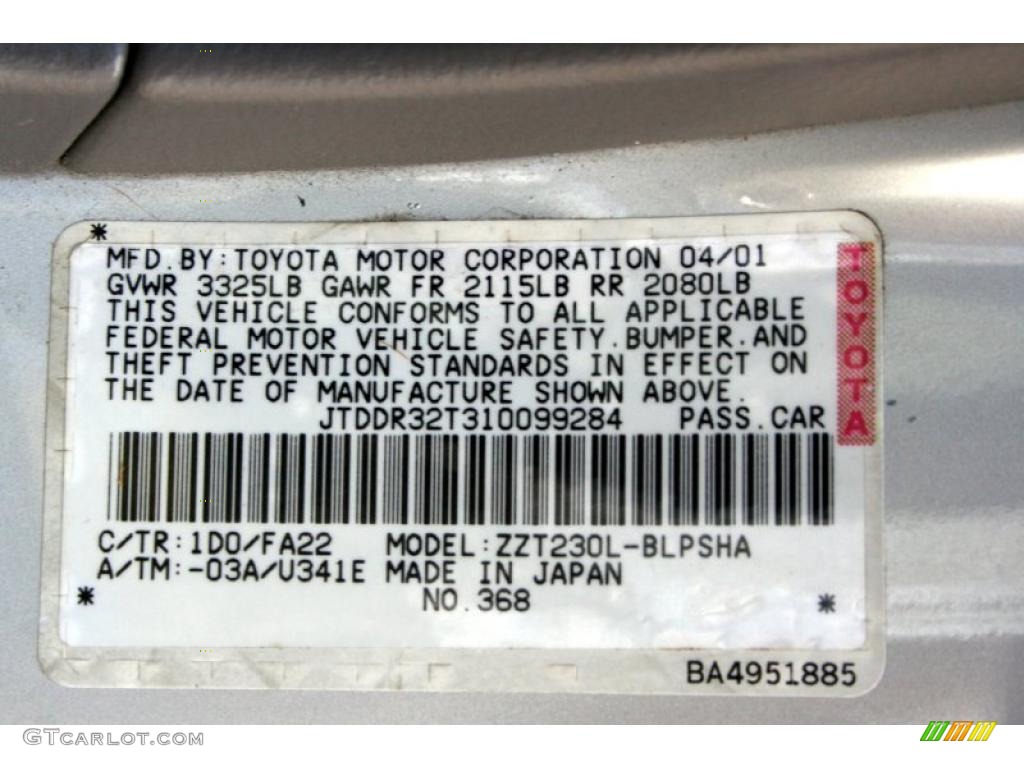 MFD.BY:TOYOTA MOTOR CORPORATION 04/01
GVWR 3325LB GAWR FR 2115LB RR 2080LB
THIS VEHICLE CONFORMS TO ALL APPLICABLE
FEDERAL MOTOR VEHICLE SAFETY.BUMPER.AND
THEFT PREVENTION STANDARDS IN EFFECT ON
THE DATE OF MANUFACTURE SHOWN ABOVE.
JTDDR32T310099284 PASS.CAR
TOYOTA
C/TR:1D0/FA22 MODEL:ZZT230L-BLPSHA
A/TM:-03A/U341E MADE IN JAPAN
NO.368
BA4951885
GTCARLOT.COM